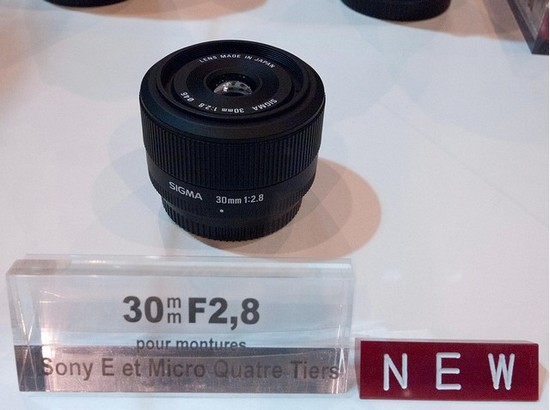 LENS MADE IN JAPAN
SIGMA 30mm 1:2.8 Ø46
SIGMA 30mm 1:2.8
30mm F2,8
pour montures
Sony E et Micro Quatre Tiers
NEW